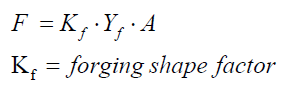 F = K_f · Y_f · A
K_f = forging shape factor